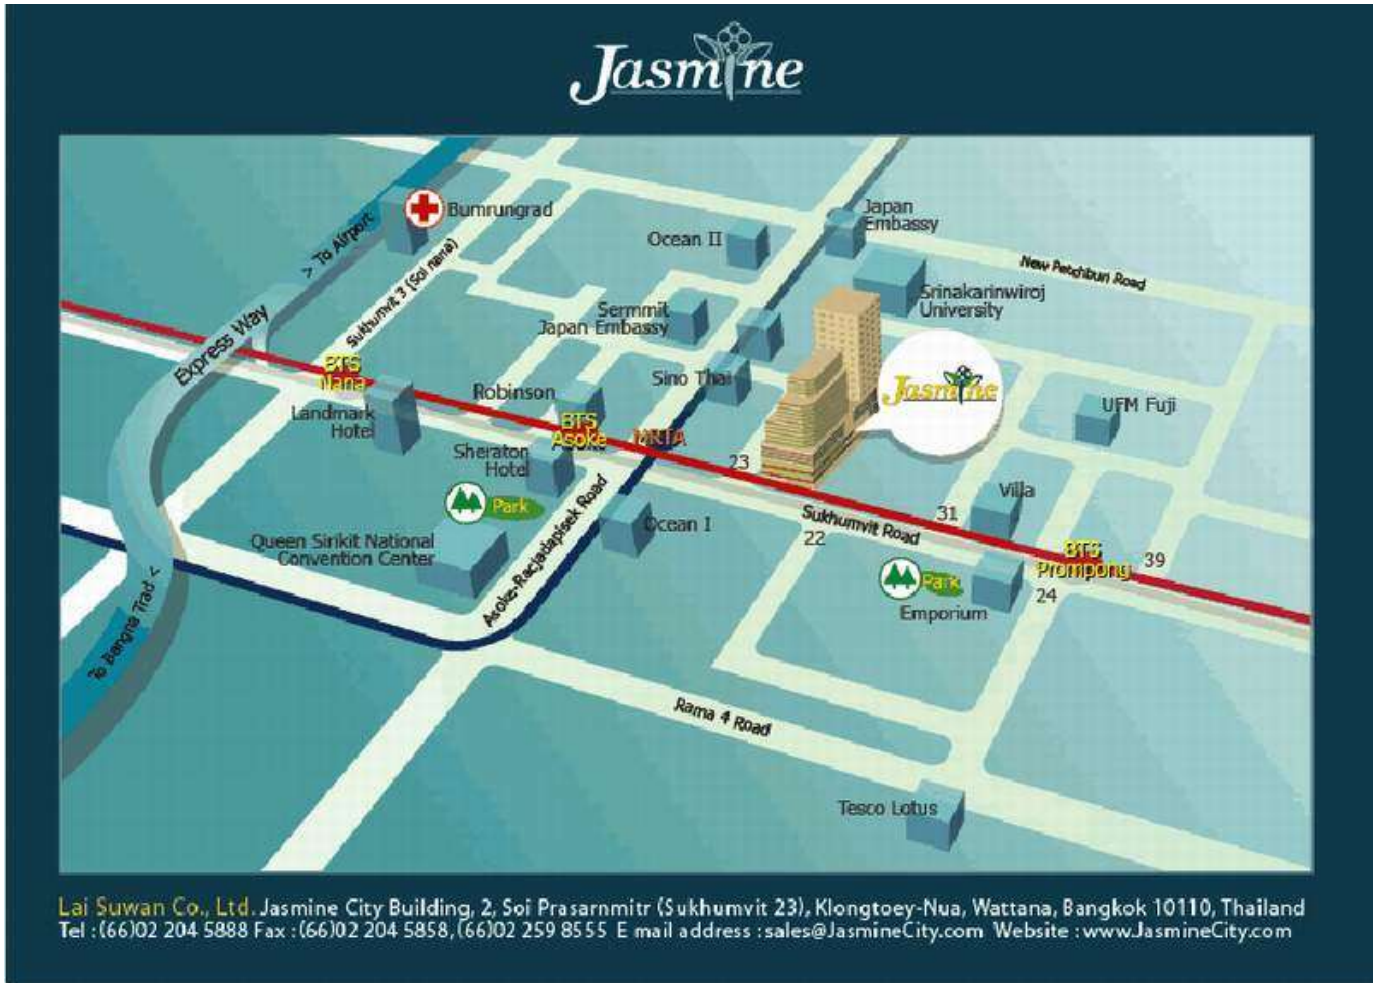 Jasmine
Bumrungrad
> To Airport
Sukhumvit 3 (Soi nana)
Express Way
Ocean II
Japan
Embassy
New Petchburi Road
Sermmit
Japan Embassy
Srinakarinwiroj
University
BTS
Nana
Landmark
Hotel
Robinson
Sino Thai
Jasmine
UFM Fuji
BTS
Asoke
MRTA
Sheraton
Hotel
23
Park
Asoke-Racjadapisek Road
Ocean I
Queen Sirikit National
Convention Center
Sukhumvit Road
22
31
Villa
BTS
Prompong
39
24
Park
Emporium
To Bangna Trad <
Rama 4 Road
Tesco Lotus
Lai Suwan Co., Ltd. Jasmine City Building, 2, Soi Prasarnmitr (Sukhumvit 23), Klongtoey-Nua, Wattana, Bangkok 10110, Thailand
Tel :(66)02 204 5888 Fax :(66)02 204 5858,(66)02 259 8555 E mail address :sales@JasmineCity.com Website :www.JasmineCity.com